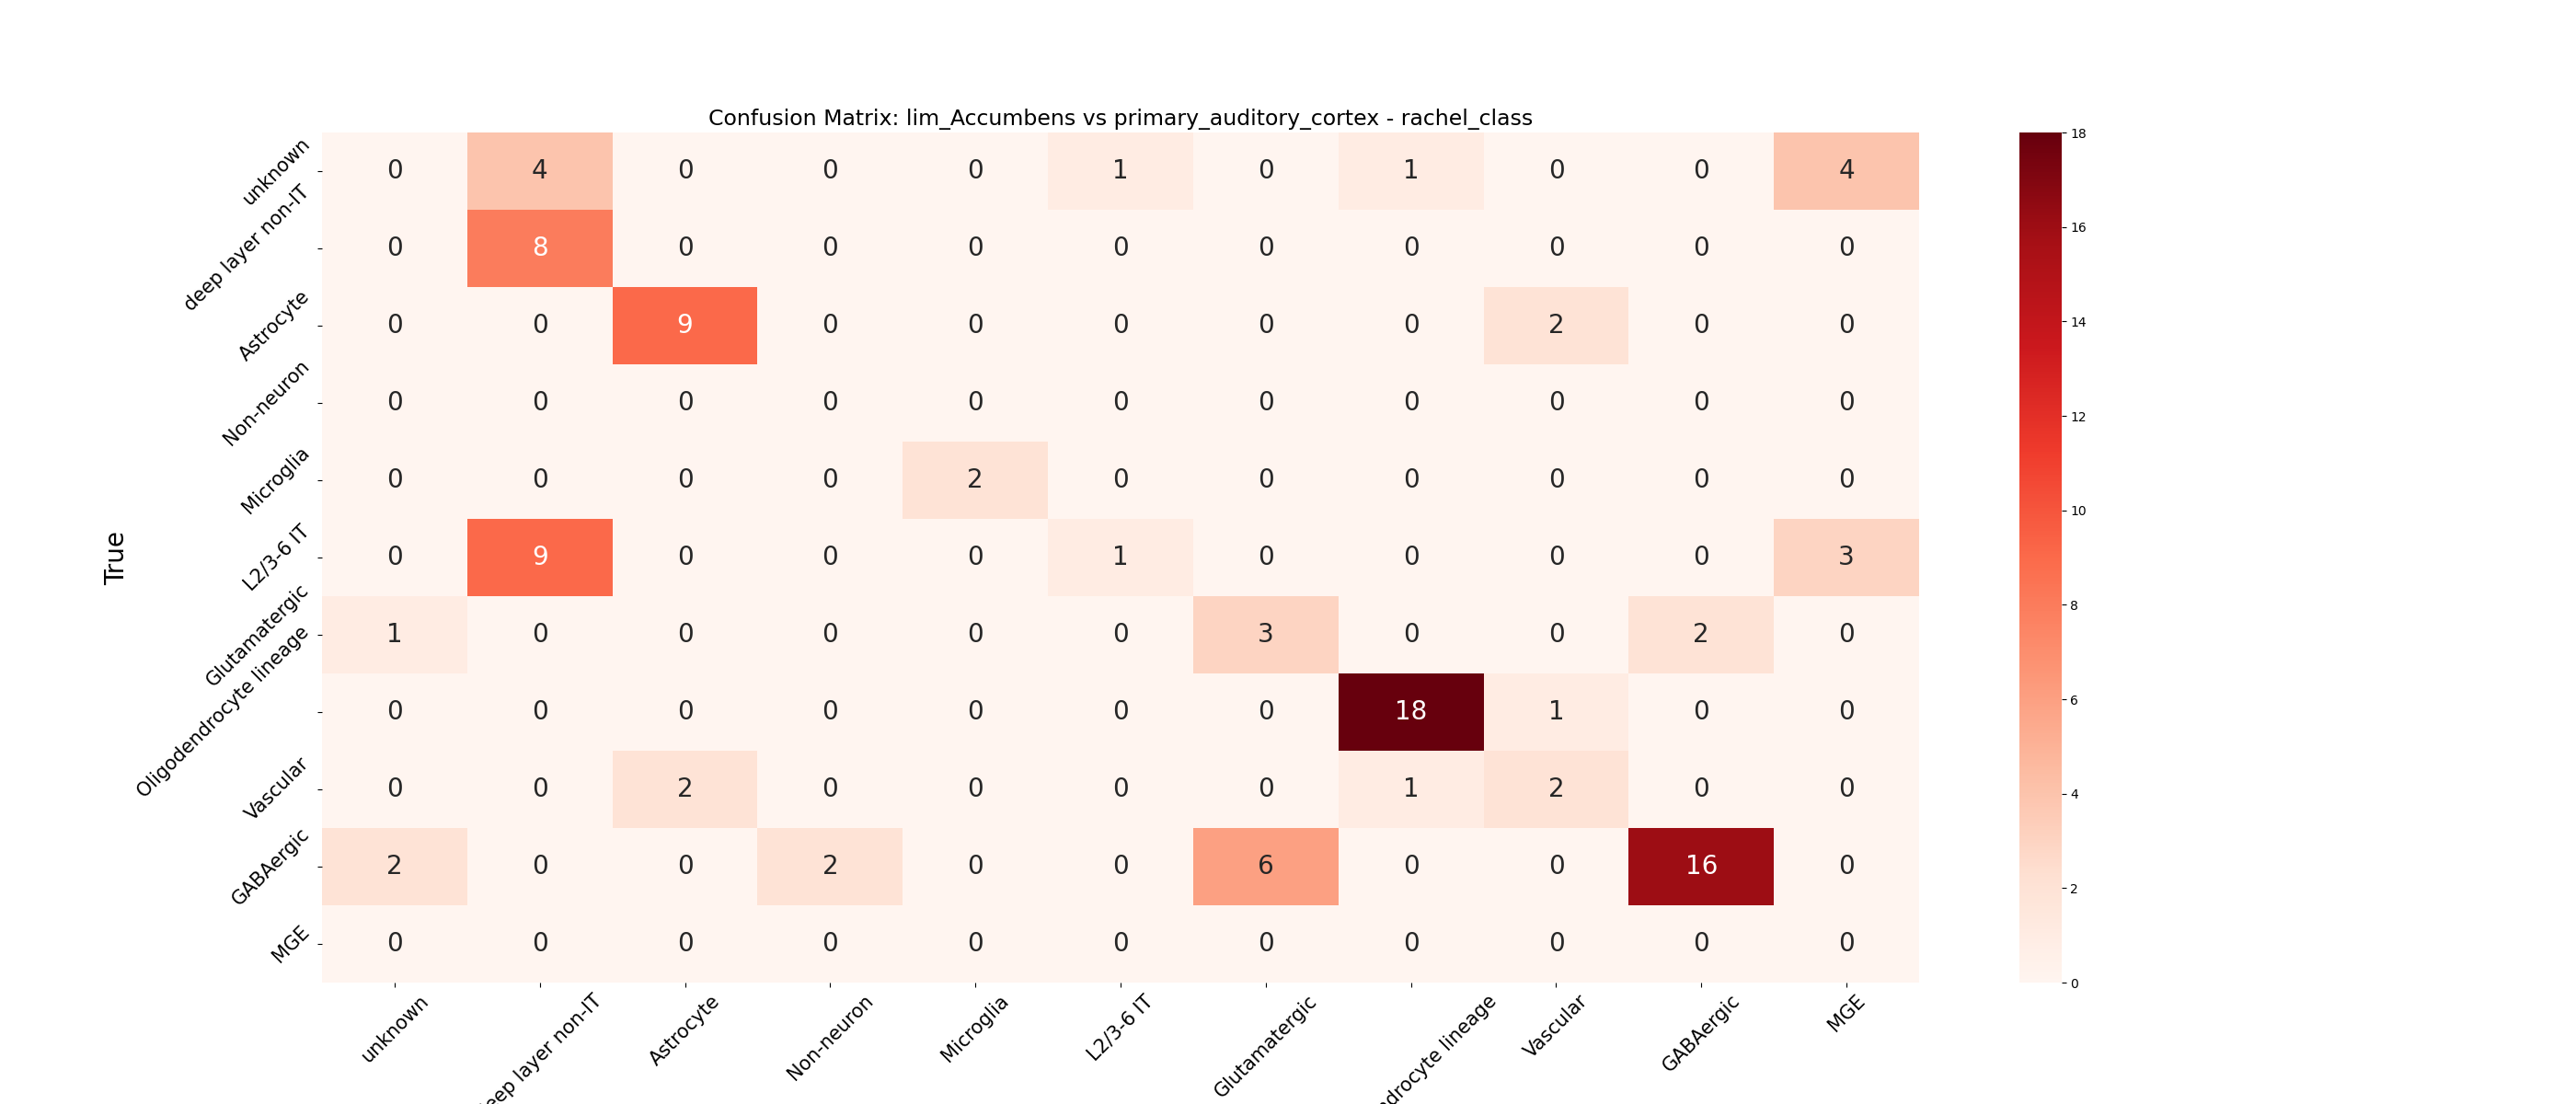 Confusion Matrix: lim_Accumbens vs primary_auditory_cortex - rachel_class
True
unknown 0 4 0 0 0 1 0 1 0 0 4
deep layer non-IT 0 8 0 0 0 0 0 0 0 0 0
Astrocyte 0 0 9 0 0 0 0 0 2 0 0
Non-neuron 0 0 0 0 0 0 0 0 0 0 0
Microglia 0 0 0 0 2 0 0 0 0 0 0
L2/3-6 IT 0 9 0 0 0 1 0 0 0 0 3
Glutamatergic 1 0 0 0 0 0 3 0 0 2 0
Oligodendrocyte lineage 0 0 0 0 0 0 0 18 1 0 0
Vascular 0 0 2 0 0 0 0 1 2 0 0
GABAergic 2 0 0 2 0 0 6 0 0 16 0
MGE 0 0 0 0 0 0 0 0 0 0 0
unknown
eep layer non-IT
Astrocyte
Non-neuron
Microglia
L2/3-6 IT
Glutamatergic
ndrocyte lineage
Vascular
GABAergic
MGE
18
16
14
12
10
8
6
4
2
0